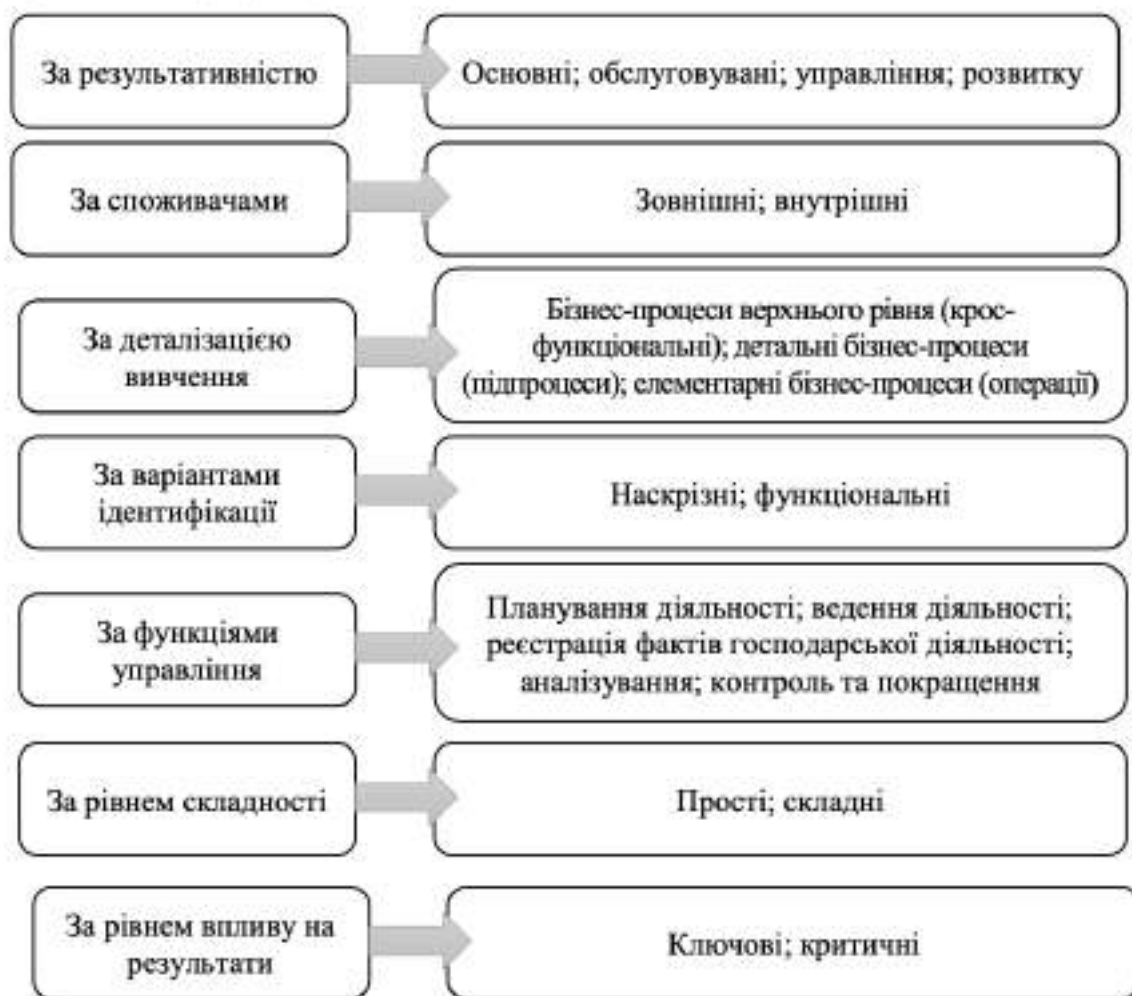 За результативністю
Основні; обслуговувані; управління; розвитку
За споживачами
Зовнішні; внутрішні
За деталізацією
вивчення
Бізнес-процеси верхнього рівня (крос-
функціональні); детальні бізнес-процеси
(підпроцеси); елементарні бізнес-процеси (операції)
За варіантами
ідентифікації
Наскрізні; функціональні
За функціями
управління
Планування діяльності; ведення діяльності;
реєстрація фактів господарської діяльності;
аналізування; контроль та покращення
За рівнем складності
Прості; складні
За рівнем впливу на
результати
Ключові; критичні